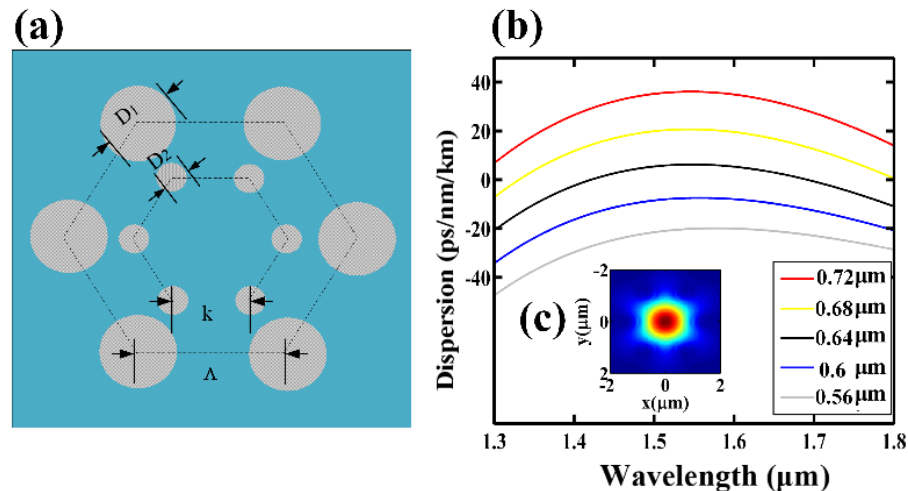 (a)
D1
D2
k
Λ
(b)
Dispersion (ps/nm/km)
40
20
0
-20
-40
1.3
1.4
1.5
1.6
1.7
1.8
Wavelength (μm)
(c)
y(μm)
-2
0
2
-2
0
2
x(μm)
0.72μm
0.68μm
0.64μm
0.6 μm
0.56μm